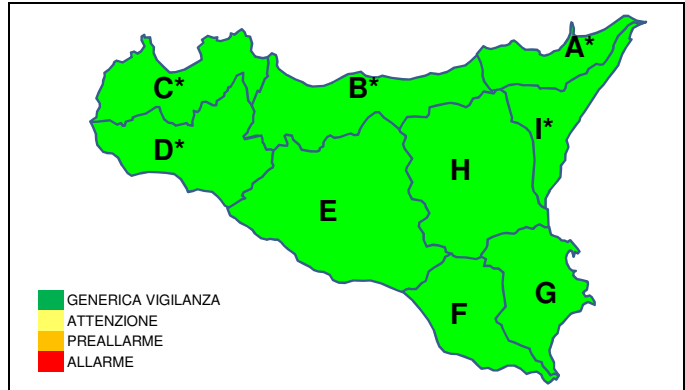 A*
C*
B*
I*
D*
H
E
G
F
GENERICA VIGILANZA
ATTENZIONE
PREALLARME
ALLARME